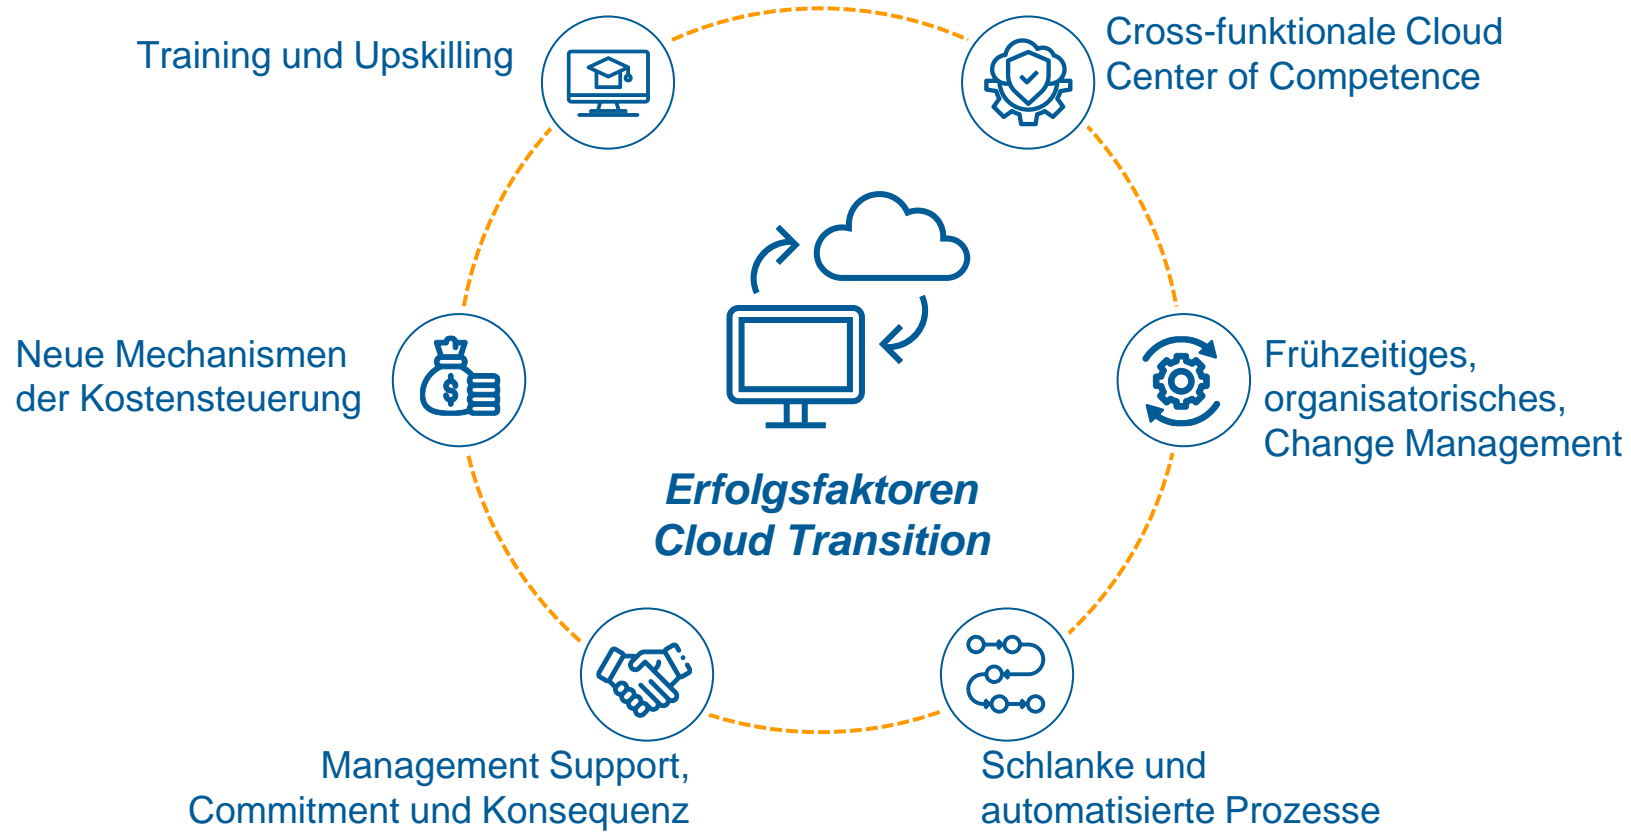 Training und Upskilling
Cross-funktionale Cloud
Center of Competence
Neue Mechanismen
der Kostensteuerung
$
Frühzeitiges,
organisatorisches,
Change Management
Erfolgsfaktoren
Cloud Transition
Management Support,
Commitment und Konsequenz
Schlanke und
automatisierte Prozesse